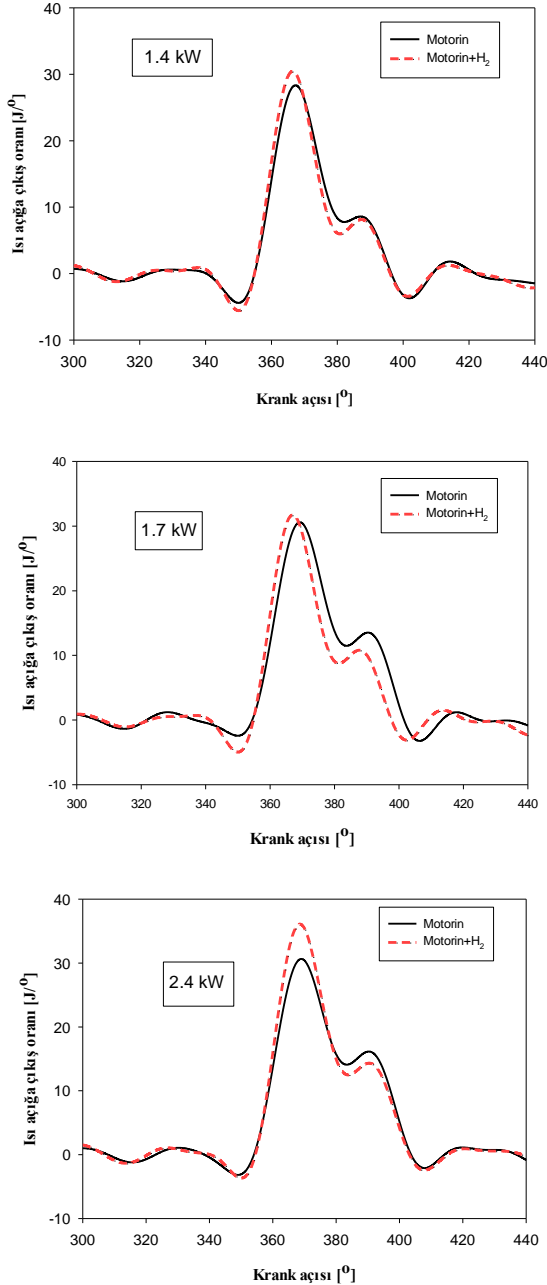 40
30
20
10
0
-10
Isı açığa çıkış oranı [J/⁰]
1.4 kW
Motorin
Motorin+H₂
300 320 340 360 380 400 420 440
Krank açısı [⁰]
40
30
20
10
0
-10
Isı açığa çıkış oranı [J/⁰]
1.7 kW
Motorin
Motorin+H₂
300 320 340 360 380 400 420 440
Krank açısı [⁰]
40
30
20
10
0
-10
Isı açığa çıkış oranı [J/⁰]
2.4 kW
Motorin
Motorin+H₂
300 320 340 360 380 400 420 440
Krank açısı [⁰]